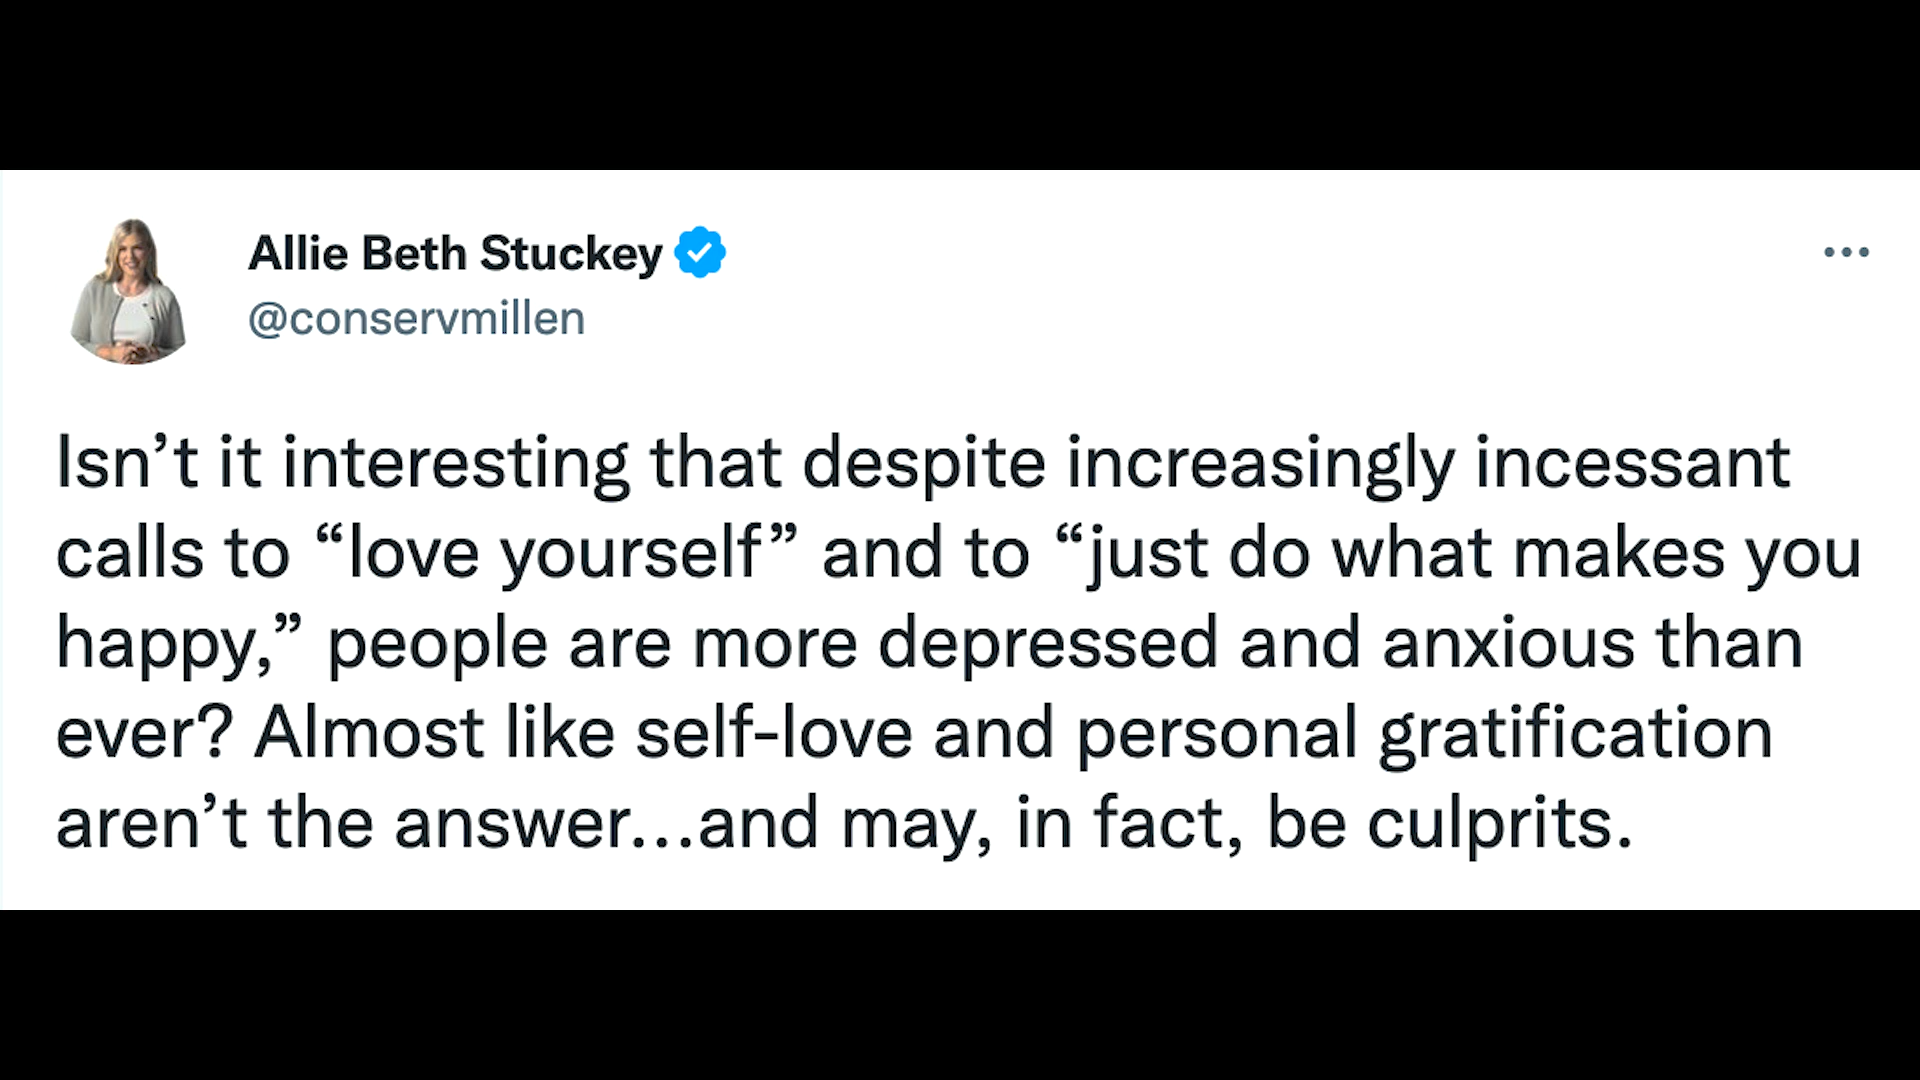 Allie Beth Stuckey
@conservmillen
Isn’t it interesting that despite increasingly incessant
calls to “love yourself” and to “just do what makes you
happy,” people are more depressed and anxious than
ever? Almost like self-love and personal gratification
aren’t the answer...and may, in fact, be culprits.